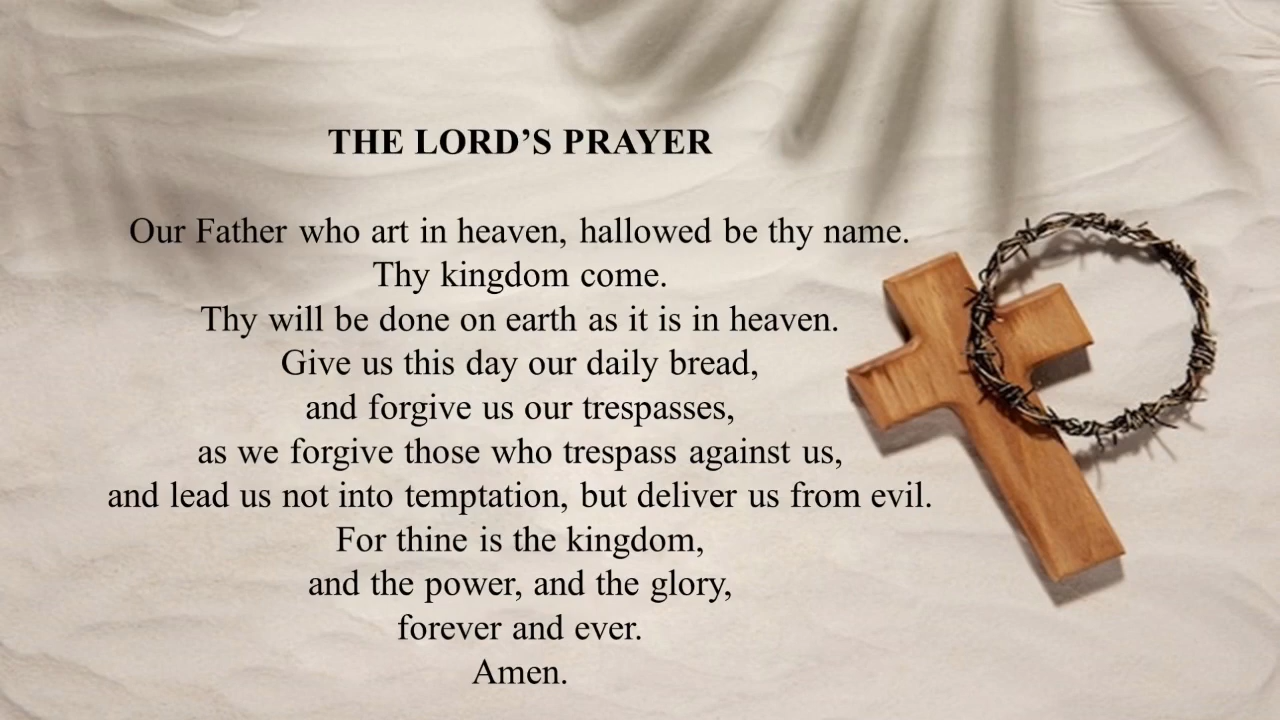 THE LORD’S PRAYER
Our Father who art in heaven, hallowed be thy name.
Thy kingdom come.
Thy will be done on earth as it is in heaven.
Give us this day our daily bread,
and forgive us our trespasses,
as we forgive those who trespass against us,
and lead us not into temptation, but deliver us from evil.
For thine is the kingdom,
and the power, and the glory,
forever and ever.
Amen.